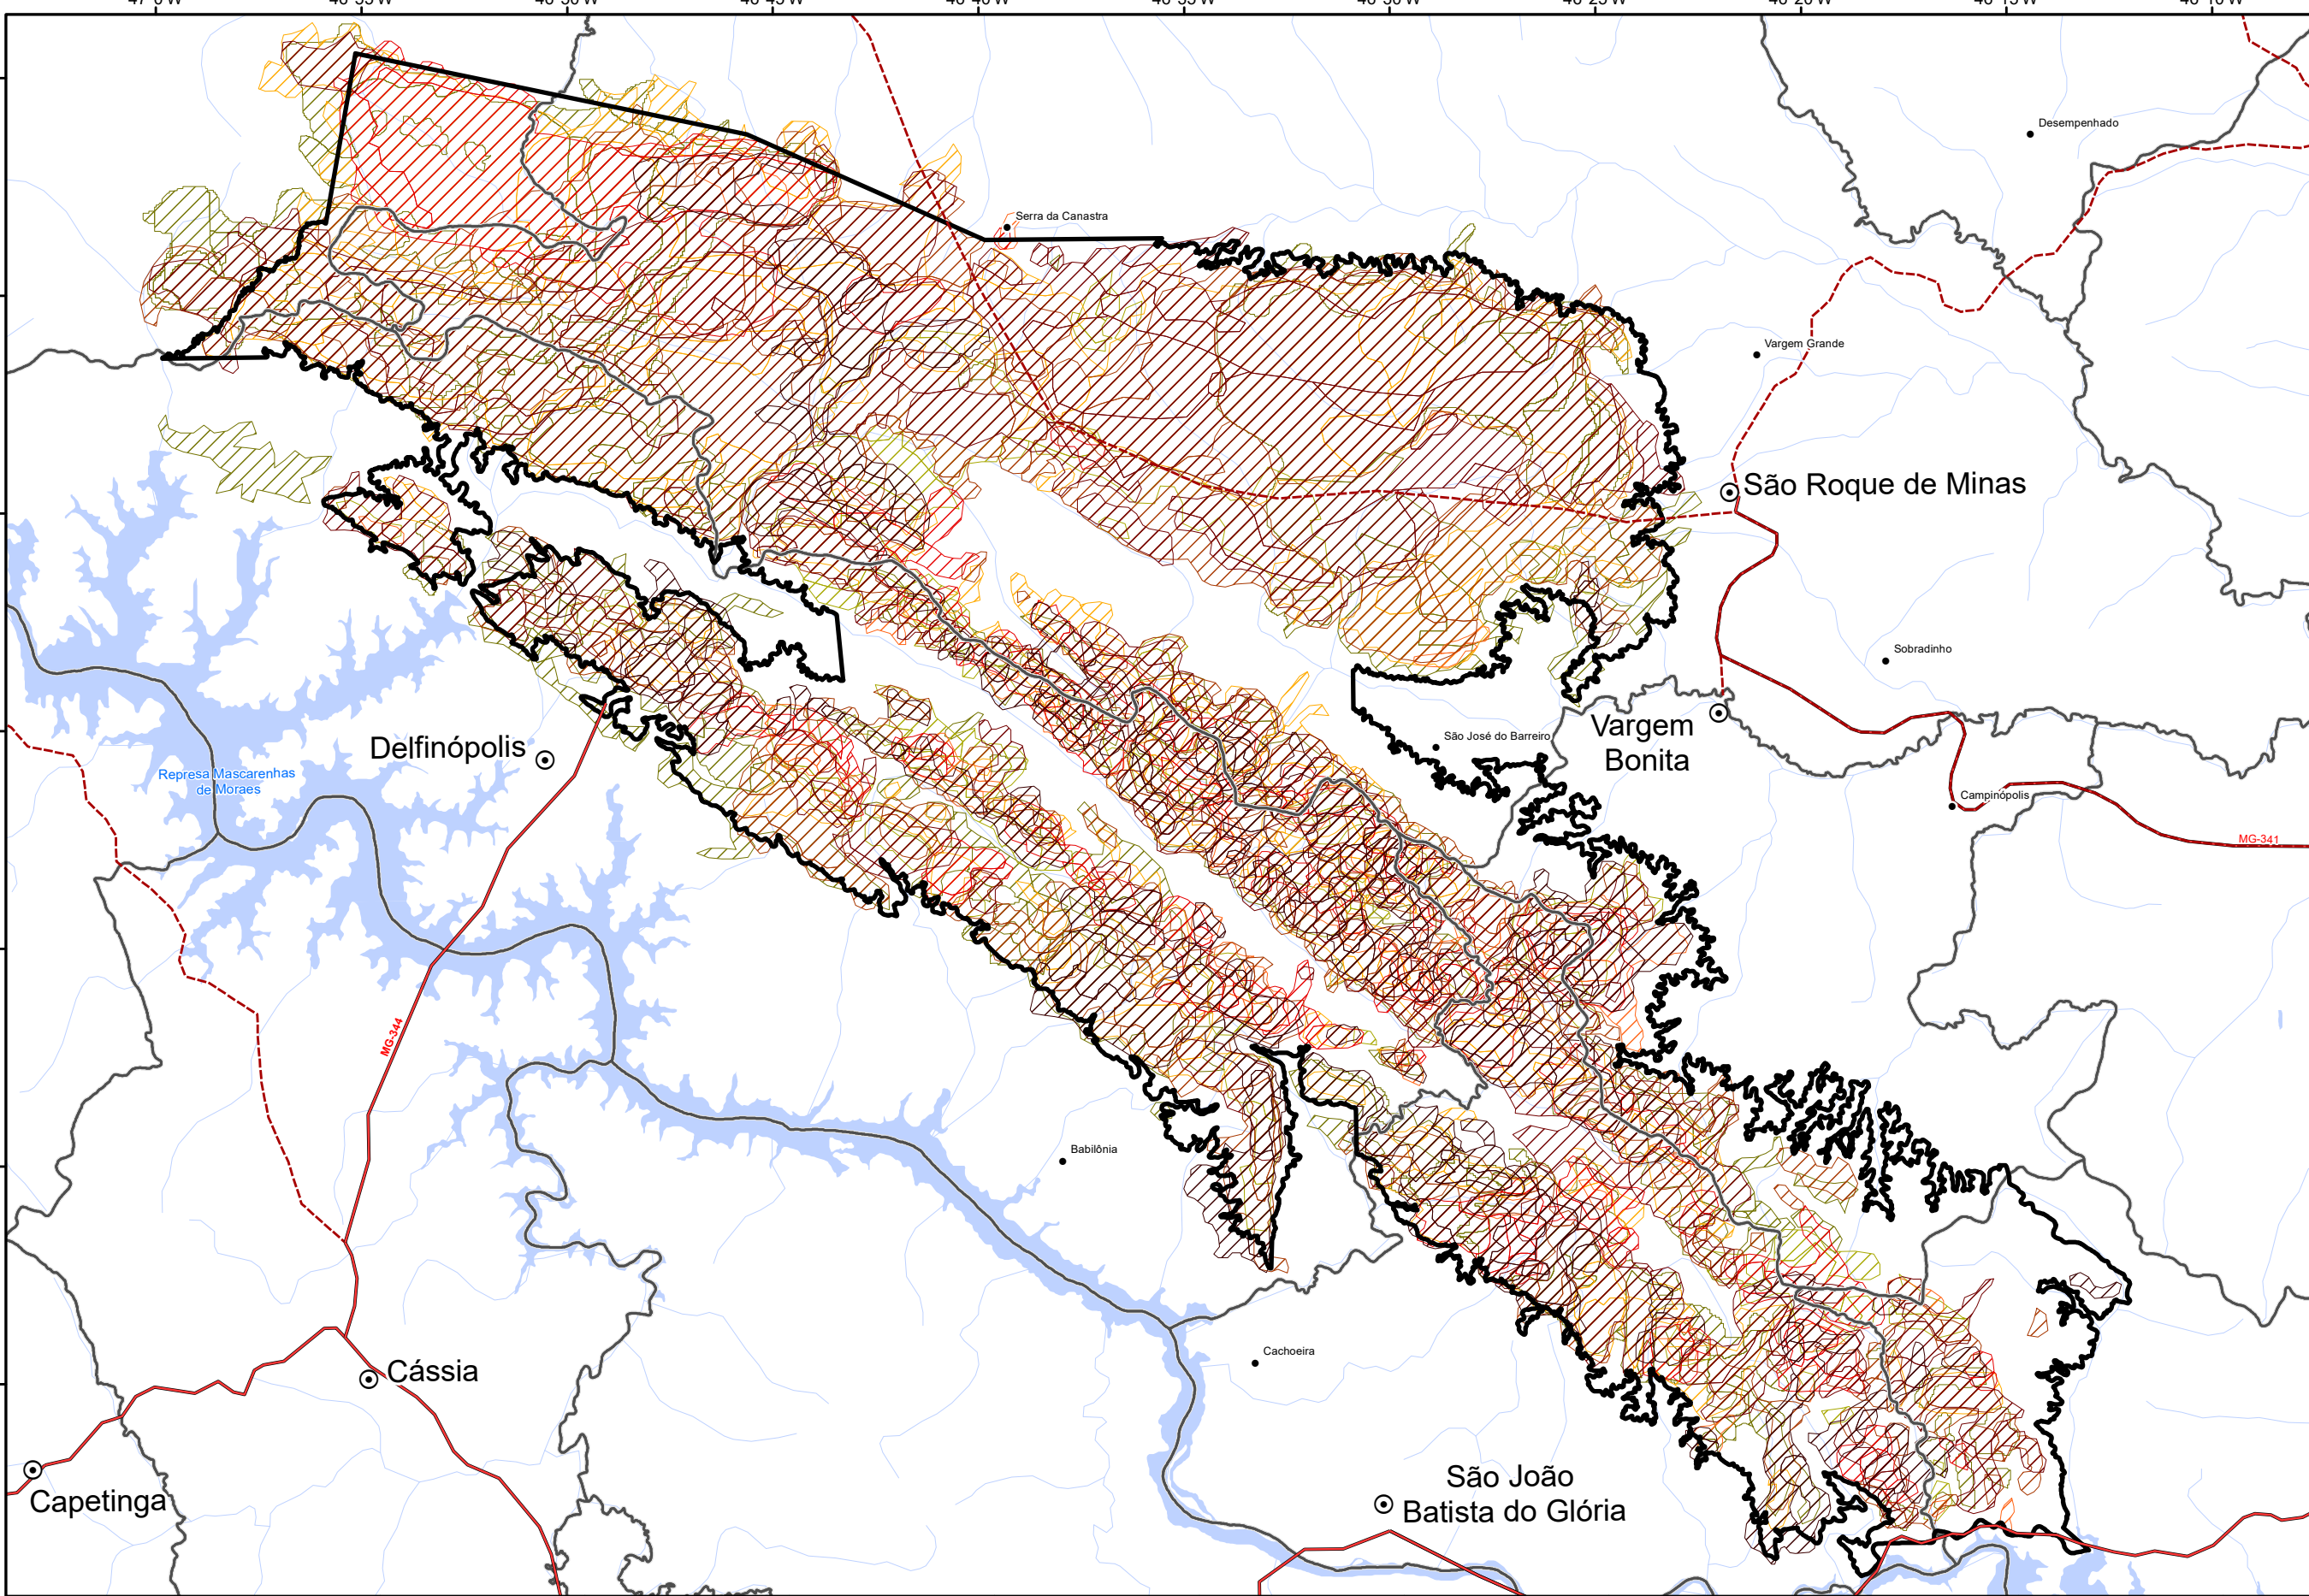 Desempenhado
Serra da Canastra
Vargem Grande
São Roque de Minas
Sobradinho
Vargem
Bonita
São José do Barreiro
Delfinópolis
Represa Mascarenhas
de Moraes
Campinópolis
MG-341
MG-344
Babilônia
Cachoeira
Cássia
São João
Batista do Glória
Capetinga